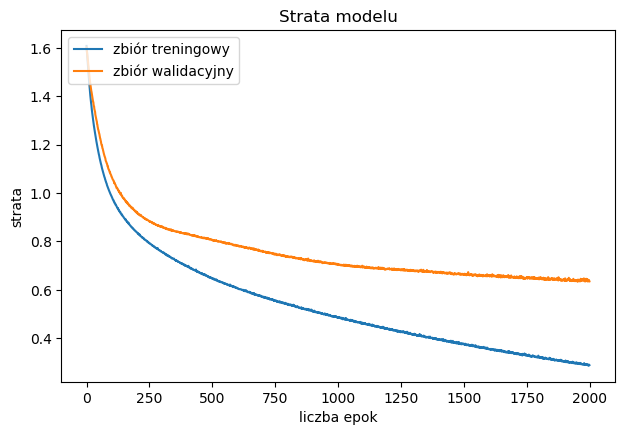 Strata modelu
zbiór treningowy
zbiór walidacyjny
strata
1.6
1.4
1.2
1.0
0.8
0.6
0.4
0 250 500 750 1000 1250 1500 1750 2000
liczba epok